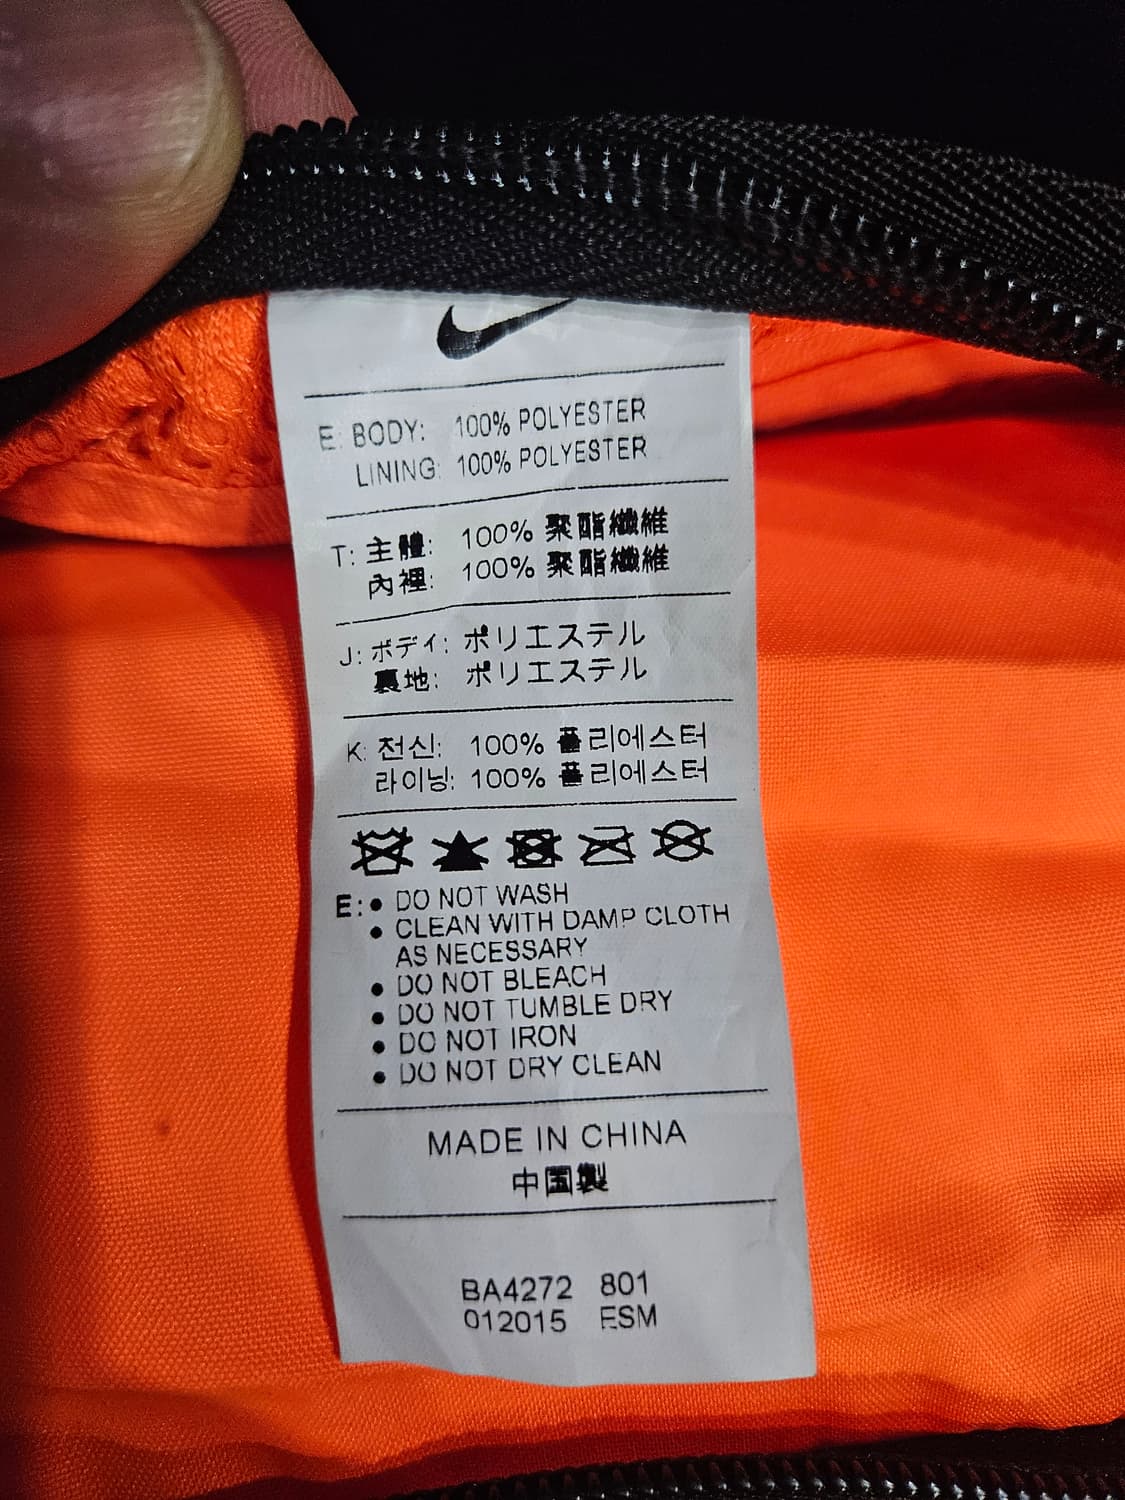 E: BODY: 100% POLYESTER
LINING: 100% POLYESTER
T: 主體: 100% 聚酯纖維
內裡: 100% 聚酯纖維
J: ボディ: ポリエステル
裏地: ポリエステル
K: 천신: 100% 폴리에스터
라이닝: 100% 폴리에스터
E: • DO NOT WASH
• CLEAN WITH DAMP CLOTH
AS NECESSARY
• DO NOT BLEACH
• DO NOT TUMBLE DRY
• DO NOT IRON
• DO NOT DRY CLEAN
MADE IN CHINA
中国製
BA4272 801
012015 ESM